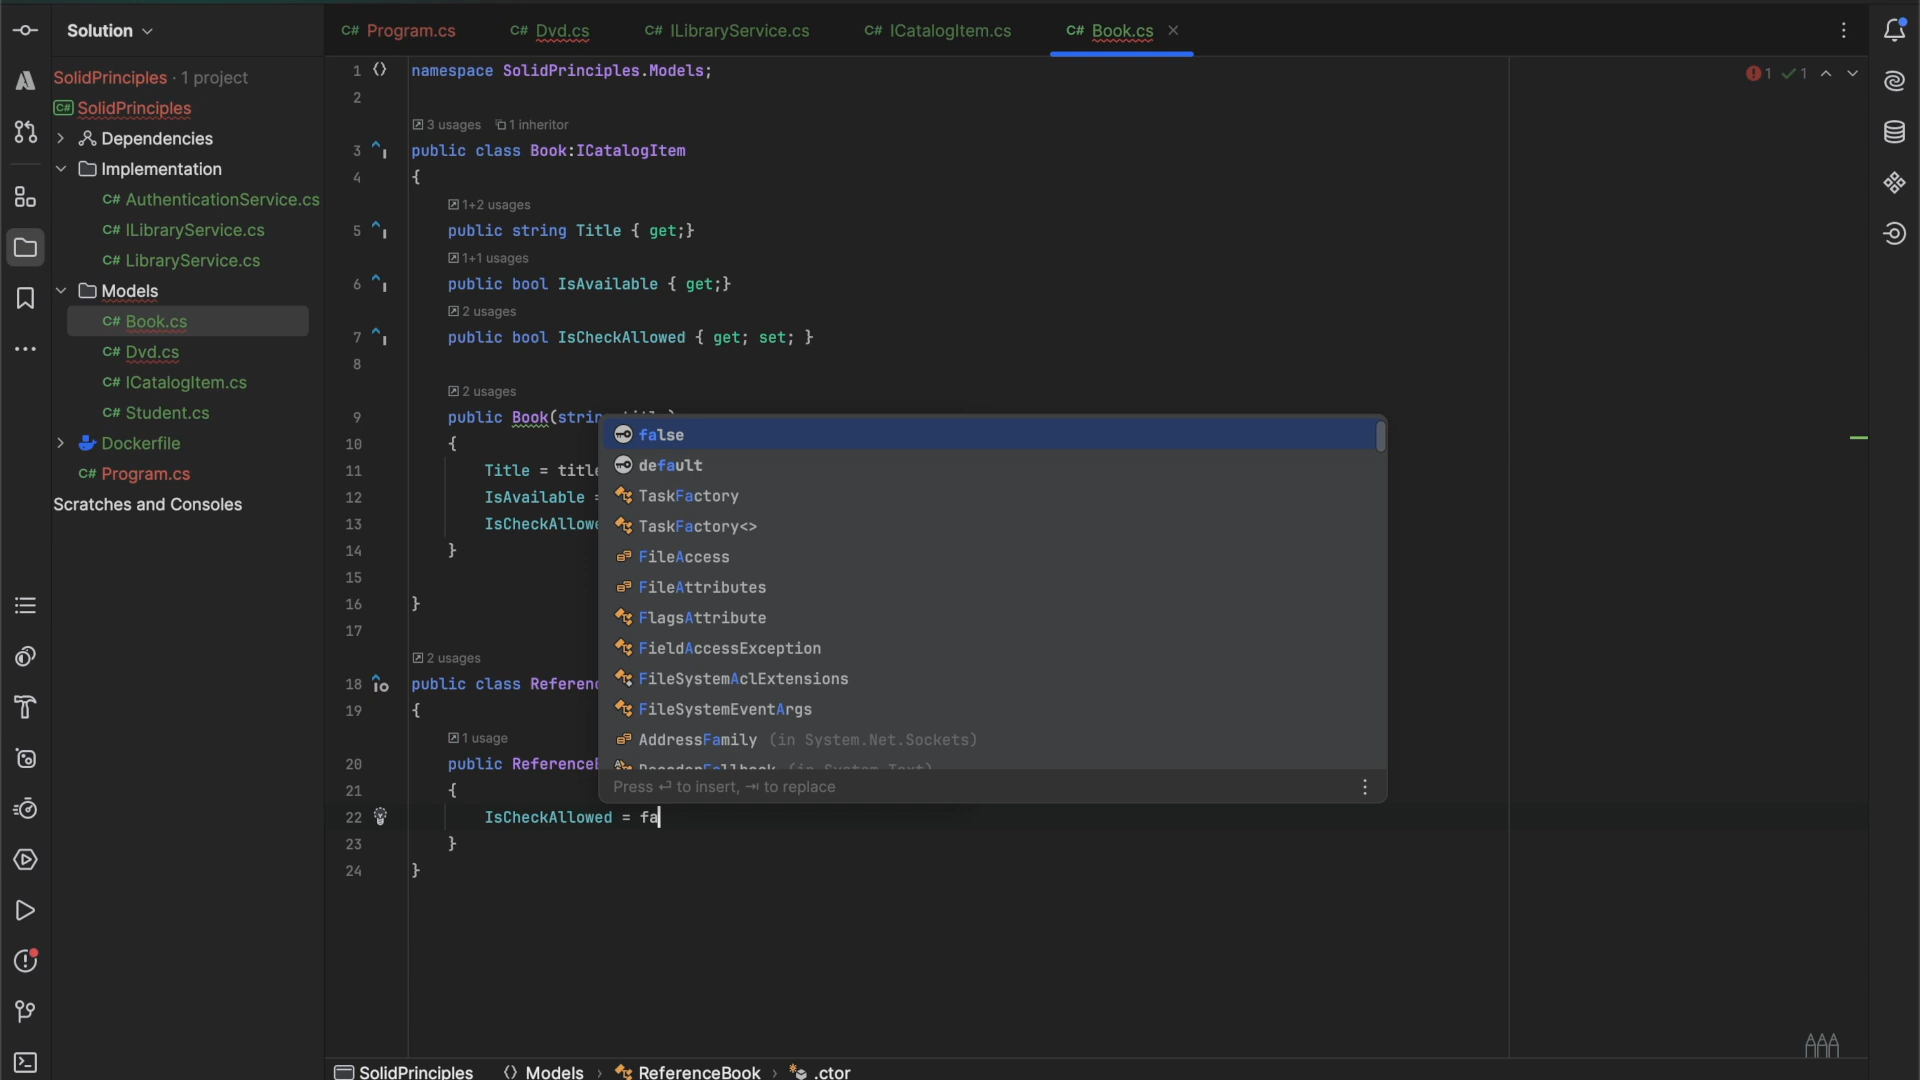 Solution
SolidPrinciples · 1 project
C# SolidPrinciples
Dependencies
Implementation
C# AuthenticationService.cs
C# ILibraryService.cs
C# LibraryService.cs
Models
C# Book.cs
C# Dvd.cs
C# ICatalogItem.cs
C# Student.cs
Dockerfile
C# Program.cs
Scratches and Consoles
C# Program.cs C# Dvd.cs C# ILibraryService.cs C# ICatalogItem.cs C# Book.cs
1 1
1 namespace SolidPrinciples.Models;
2
3 usages 1 inheritor
3 public class Book:ICatalogItem
4 {
1+2 usages
5 public string Title { get;}
1+1 usages
6 public bool IsAvailable { get;}
2 usages
7 public bool IsCheckAllowed { get; set; }
8
2 usages
9 public Book(strin
10 {
11 Title = title
12 IsAvailable =
13 IsCheckAllowe
14 }
15
16 }
17
2 usages
18 public class Referenc
19 {
1 usage
20 public ReferenceB
21 {
22 IsCheckAllowed = fa
23 }
24 }
false
default
TaskFactory
TaskFactory<>
FileAccess
FileAttributes
FlagsAttribute
FieldAccessException
FileSystemAclExtensions
FileSystemEventArgs
AddressFamily (in System.Net.Sockets)
Press ⏎ to insert, ⇥ to replace
SolidPrinciples Models › ReferenceBook › .ctor